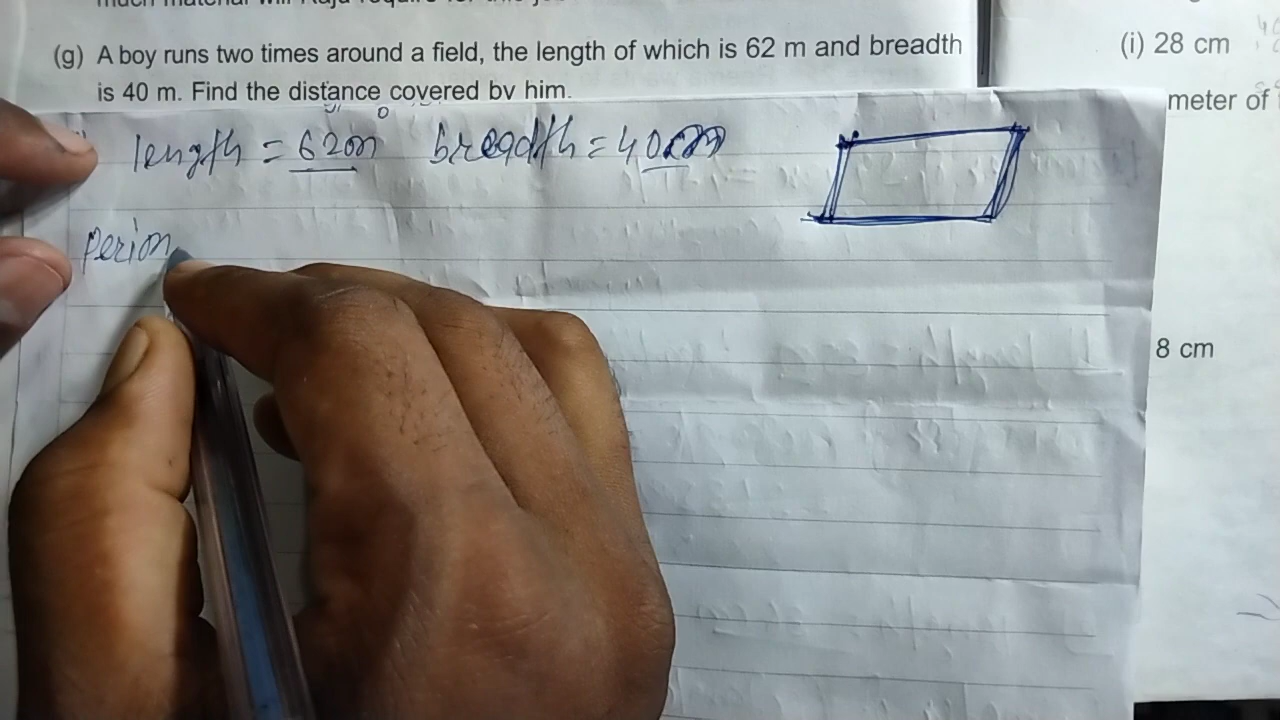 (g) A boy runs two times around a field, the length of which is 62 m and breadth
is 40 m. Find the distance covered by him.
length = 62m breadth = 40m
Perim
(i) 28 cm
meter of
8 cm